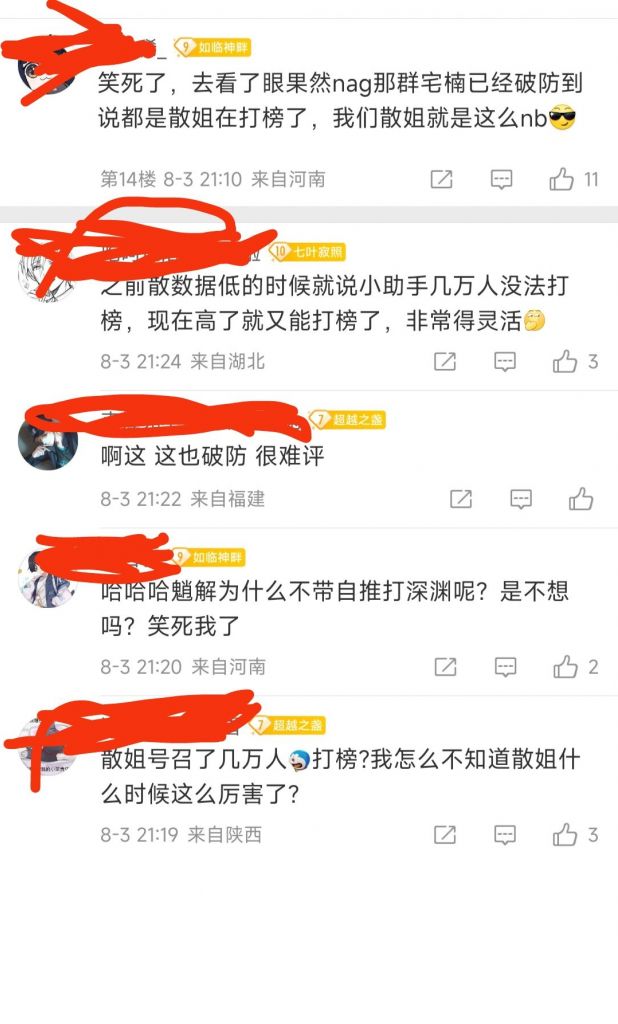 9 如临神畔
笑死了，去看了眼果然nag那群宅楠已经破防到
说都是散姐在打榜了，我们散姐就是这么nb
第14楼 8-3 21:10 来自河南
11
10 七叶寂照
之前散数据低的时候就说小助手几万人没法打
榜，现在高了就又能打榜了，非常得灵活
8-3 21:24 来自湖北
3
7 超越之盏
啊这 这也破防 很难评
8-3 21:22 来自福建
9 如临神畔
哈哈哈魈解为什么不带自推打深渊呢？是不想
吗？笑死我了
8-3 21:20 来自河南
2
7 超越之盏
散姐号召了几万人打榜?我怎么不知道散姐什
么时候这么厉害了？
8-3 21:19 来自陕西
3